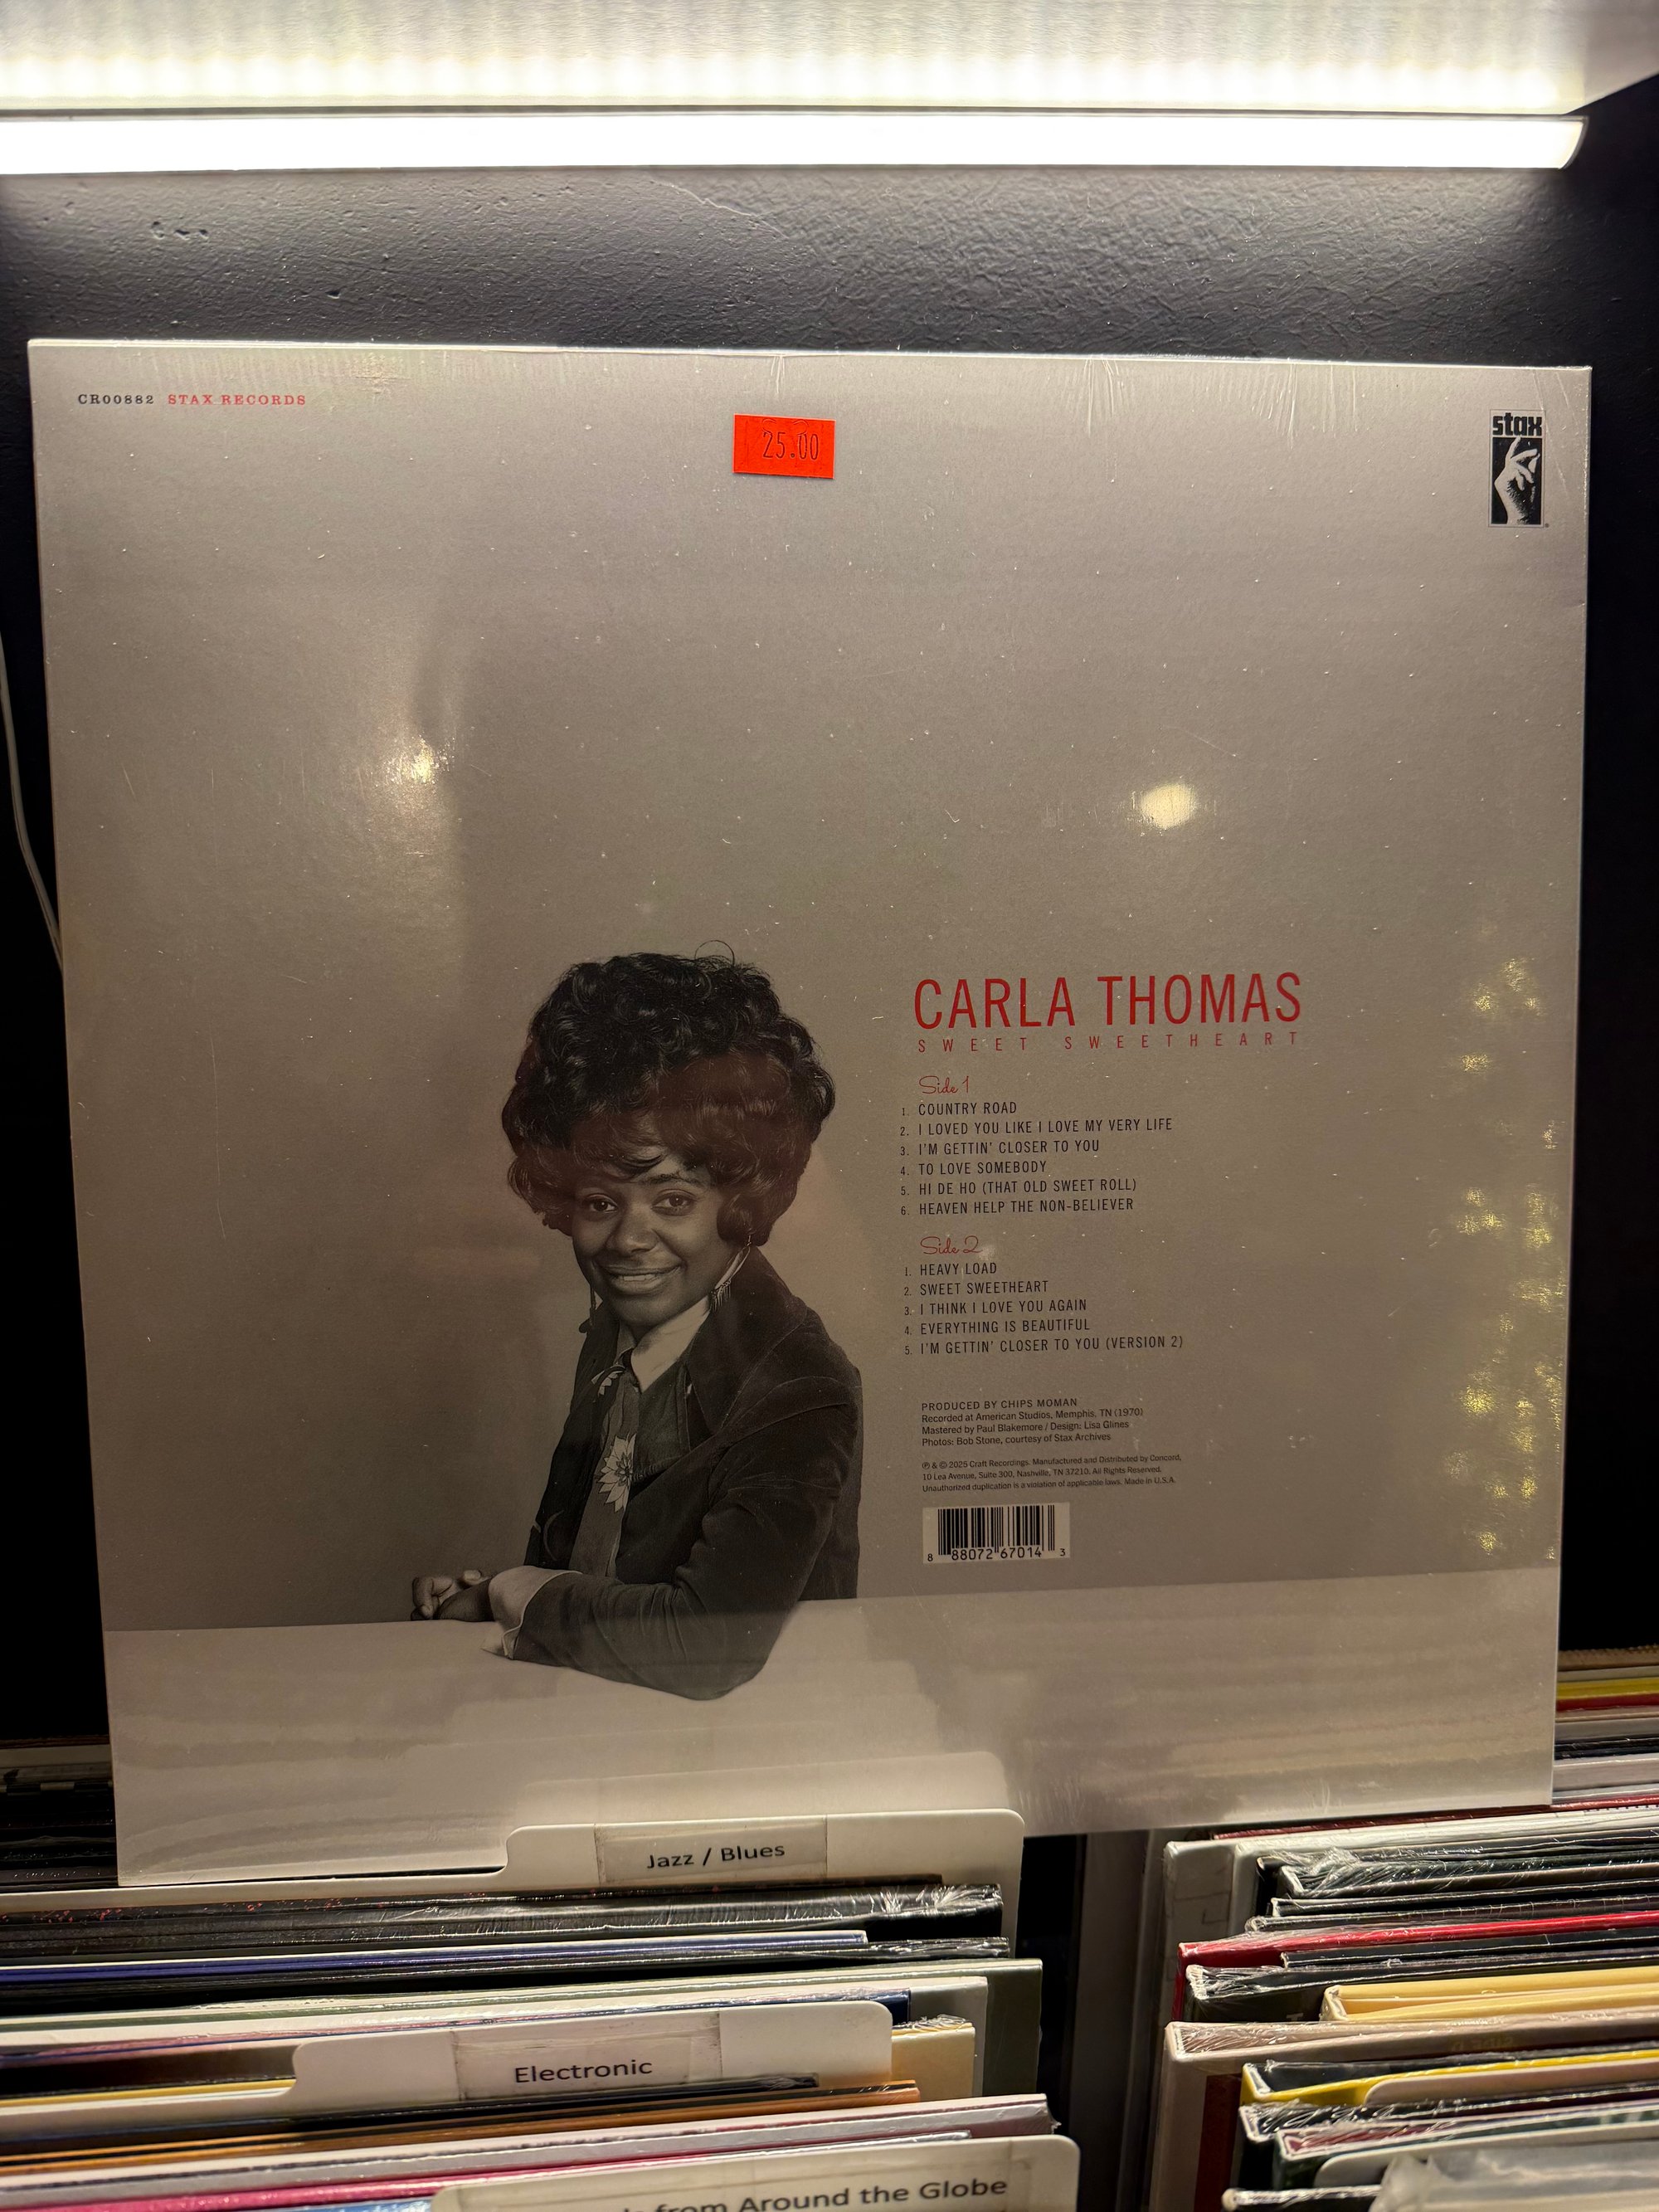 CR00882 STAX RECORDS
25.00
stax
CARLA THOMAS
SWEET SWEETHEART
Side 1
1. COUNTRY ROAD
2. I LOVED YOU LIKE I LOVE MY VERY LIFE
3. I'M GETTIN' CLOSER TO YOU
4. TO LOVE SOMEBODY
5. HI DE HO (THAT OLD SWEET ROLL)
6. HEAVEN HELP THE NON-BELIEVER
Side 2
1. HEAVY LOAD
2. SWEET SWEETHEART
3. I THINK I LOVE YOU AGAIN
4. EVERYTHING IS BEAUTIFUL
5. I'M GETTIN' CLOSER TO YOU (VERSION 2)
PRODUCED BY CHIPS MOMAN
Recorded at American Studios, Memphis, TN (1970)
Mastered by Paul Blakemore / Design: Lisa Glines
Photos: Bob Stone, courtesy of Stax Archives
℗ & © 2025 Craft Recordings. Manufactured and Distributed by Concord,
10 Lea Avenue, Suite 300, Nashville, TN 37210. All Rights Reserved.
Unauthorized duplication is a violation of applicable laws. Made in U.S.A.
8 88072 67014 3
Jazz / Blues
Electronic
from Around the Globe